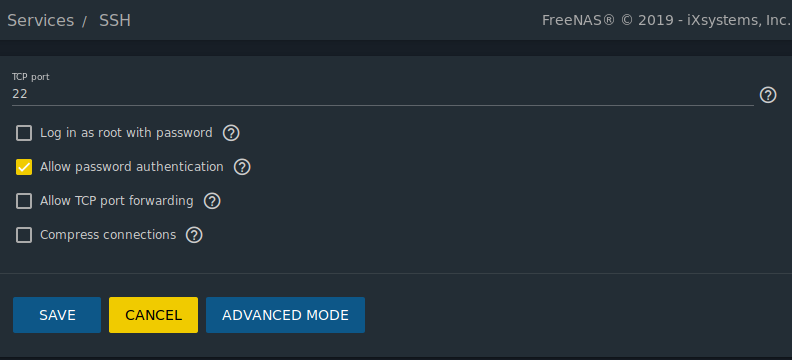 Services / SSH
FreeNAS® © 2019 - iXsystems, Inc.
TCP port
22
Log in as root with password
Allow password authentication
Allow TCP port forwarding
Compress connections
SAVE CANCEL ADVANCED MODE